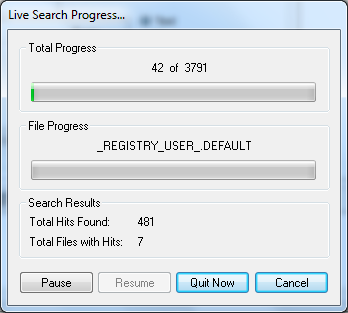 Live Search Progress...
Total Progress
42 of 3791
File Progress
_REGISTRY_USER_.DEFAULT
Search Results
Total Hits Found: 481
Total Files with Hits: 7
Pause Resume Quit Now Cancel